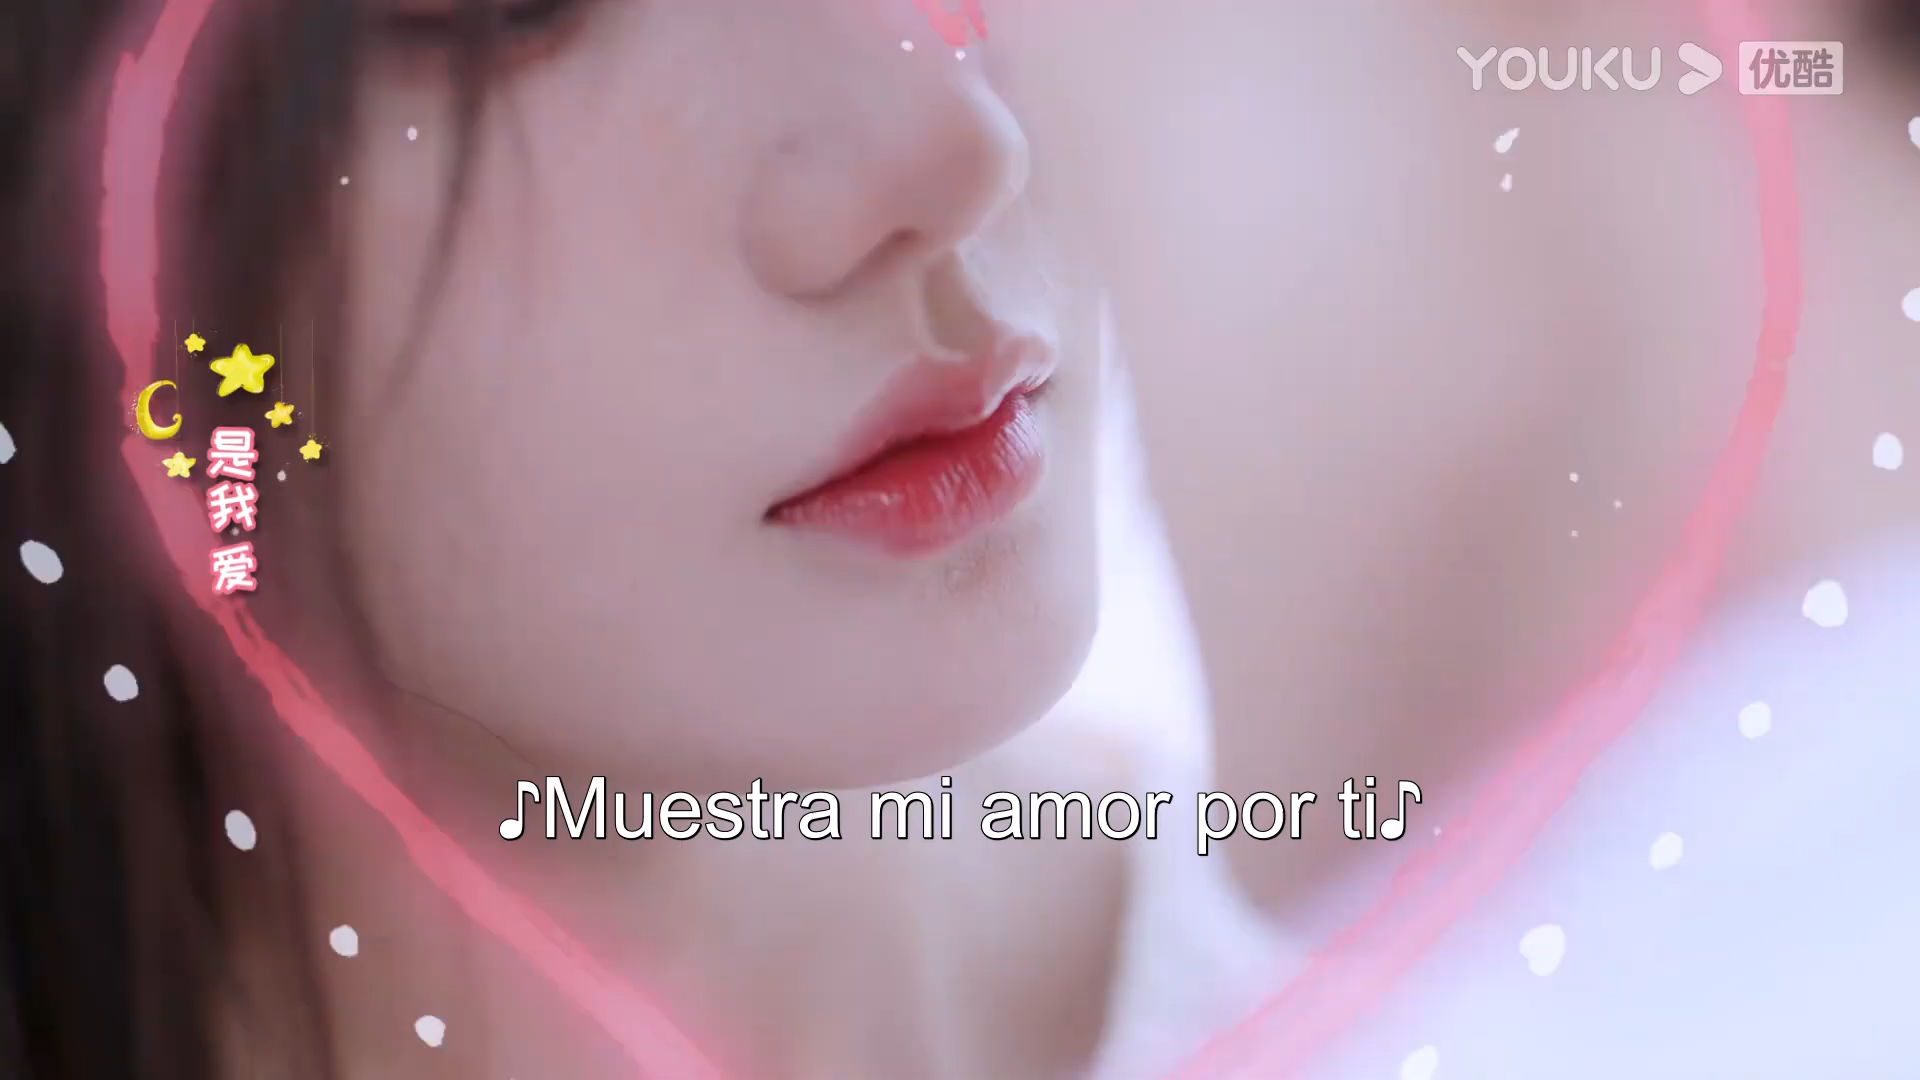 YOUKU 优酷
是我 爱
♪Muestra mi amor por ti♪